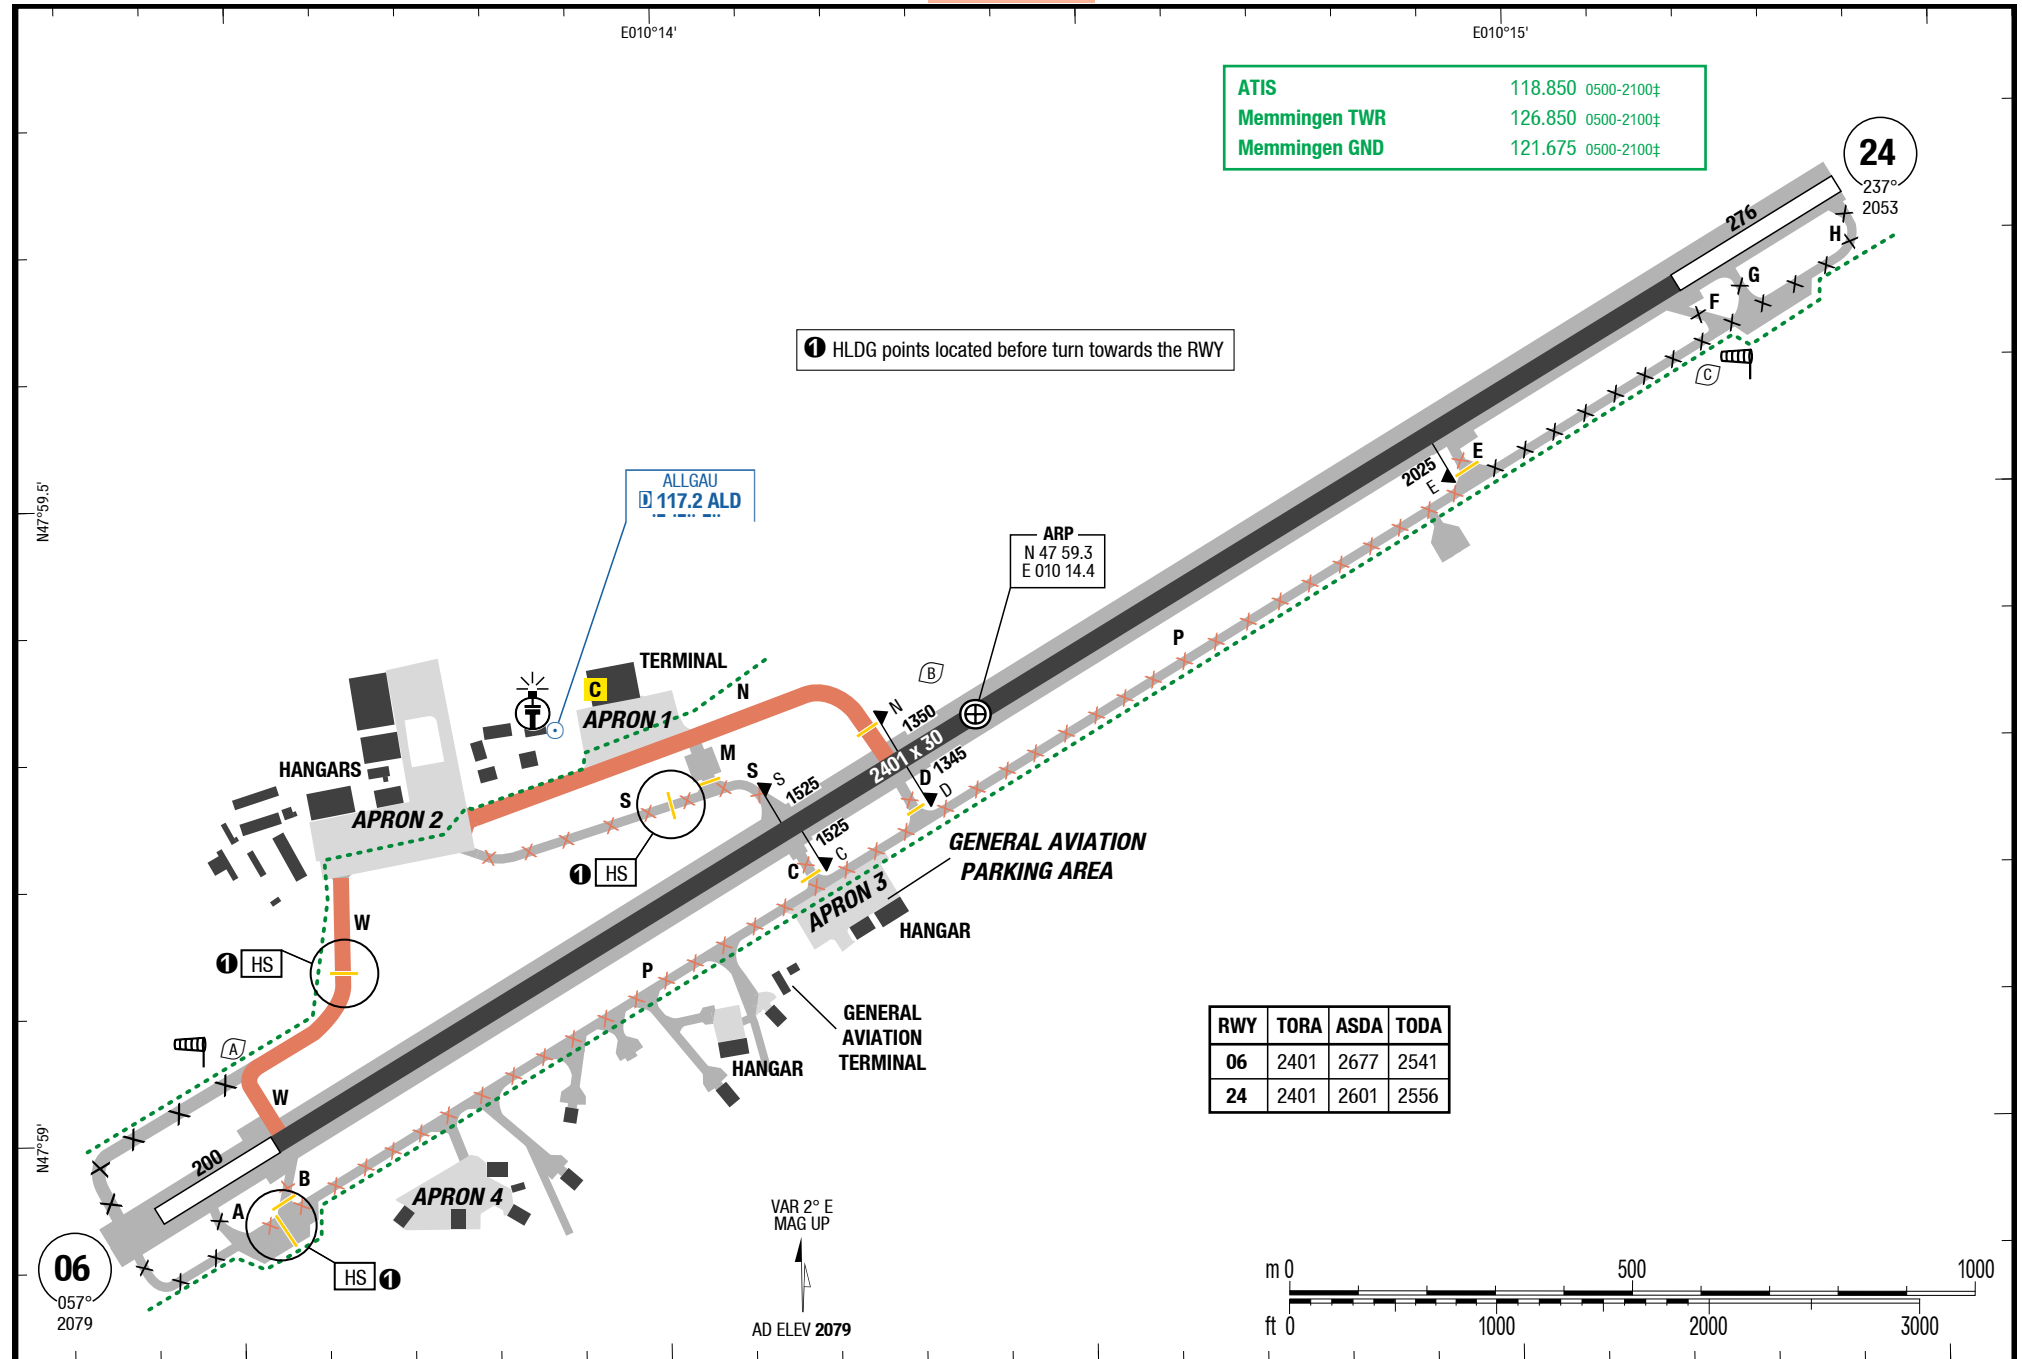 E010°14'
E010°15'
ATIS 118.850 0500-2100‡
Memmingen TWR 126.850 0500-2100‡
Memmingen GND 121.675 0500-2100‡
24
237°
2053
276
H
G
F
C
❶ HLDG points located before turn towards the RWY
E
2025
E
N47°59.5'
ALLGAU
D 117.2 ALD
ARP
N 47 59.3
E 010 14.4
P
TERMINAL
C
N
B
APRON 1
N
1350
2401 x 30
M
HANGARS
S
S
1525
D
1345
D
S
APRON 2
1525
C
C
GENERAL AVIATION
PARKING AREA
❶ HS
APRON 3
HANGAR
W
❶ HS
P
GENERAL
AVIATION
TERMINAL
HANGAR
A
W
RWY TORA ASDA TODA
06 2401 2677 2541
24 2401 2601 2556
N47°59'
200
B
A
APRON 4
06
057°
2079
HS ❶
VAR 2° E
MAG UP
AD ELEV 2079
m 0 500 1000
ft 0 1000 2000 3000